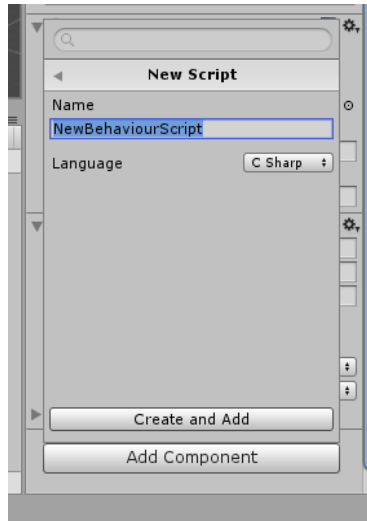 New Script
Name
NewBehaviourScript
Language
C Sharp
Create and Add
Add Component